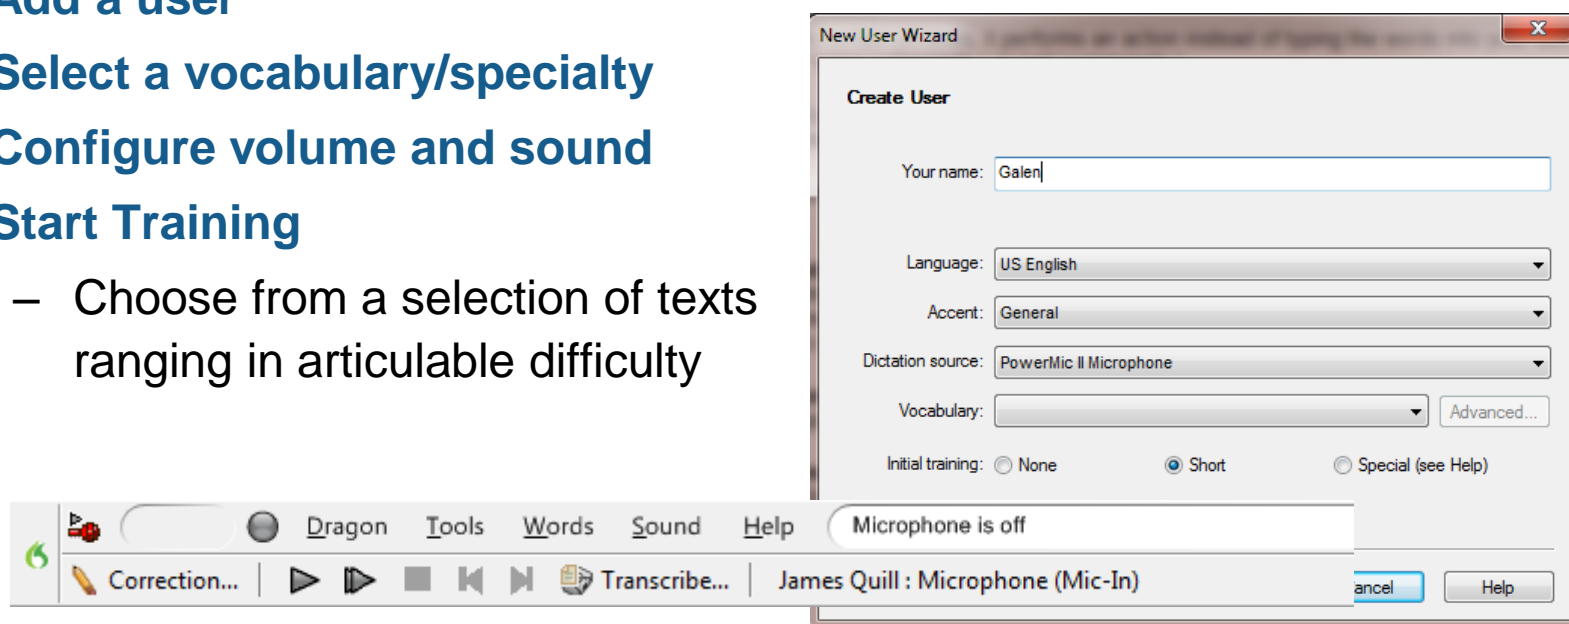 Add a user
Select a vocabulary/specialty
Configure volume and sound
Start Training
– Choose from a selection of texts
ranging in articulable difficulty
New User Wizard
Create User
Your name: Galen
Language: US English
Accent: General
Dictation source: PowerMic II Microphone
Vocabulary: Advanced...
Initial training: None Short Special (see Help)
Dragon Tools Words Sound Help Microphone is off
Correction... Transcribe... James Quill : Microphone (Mic-In)
ancel Help